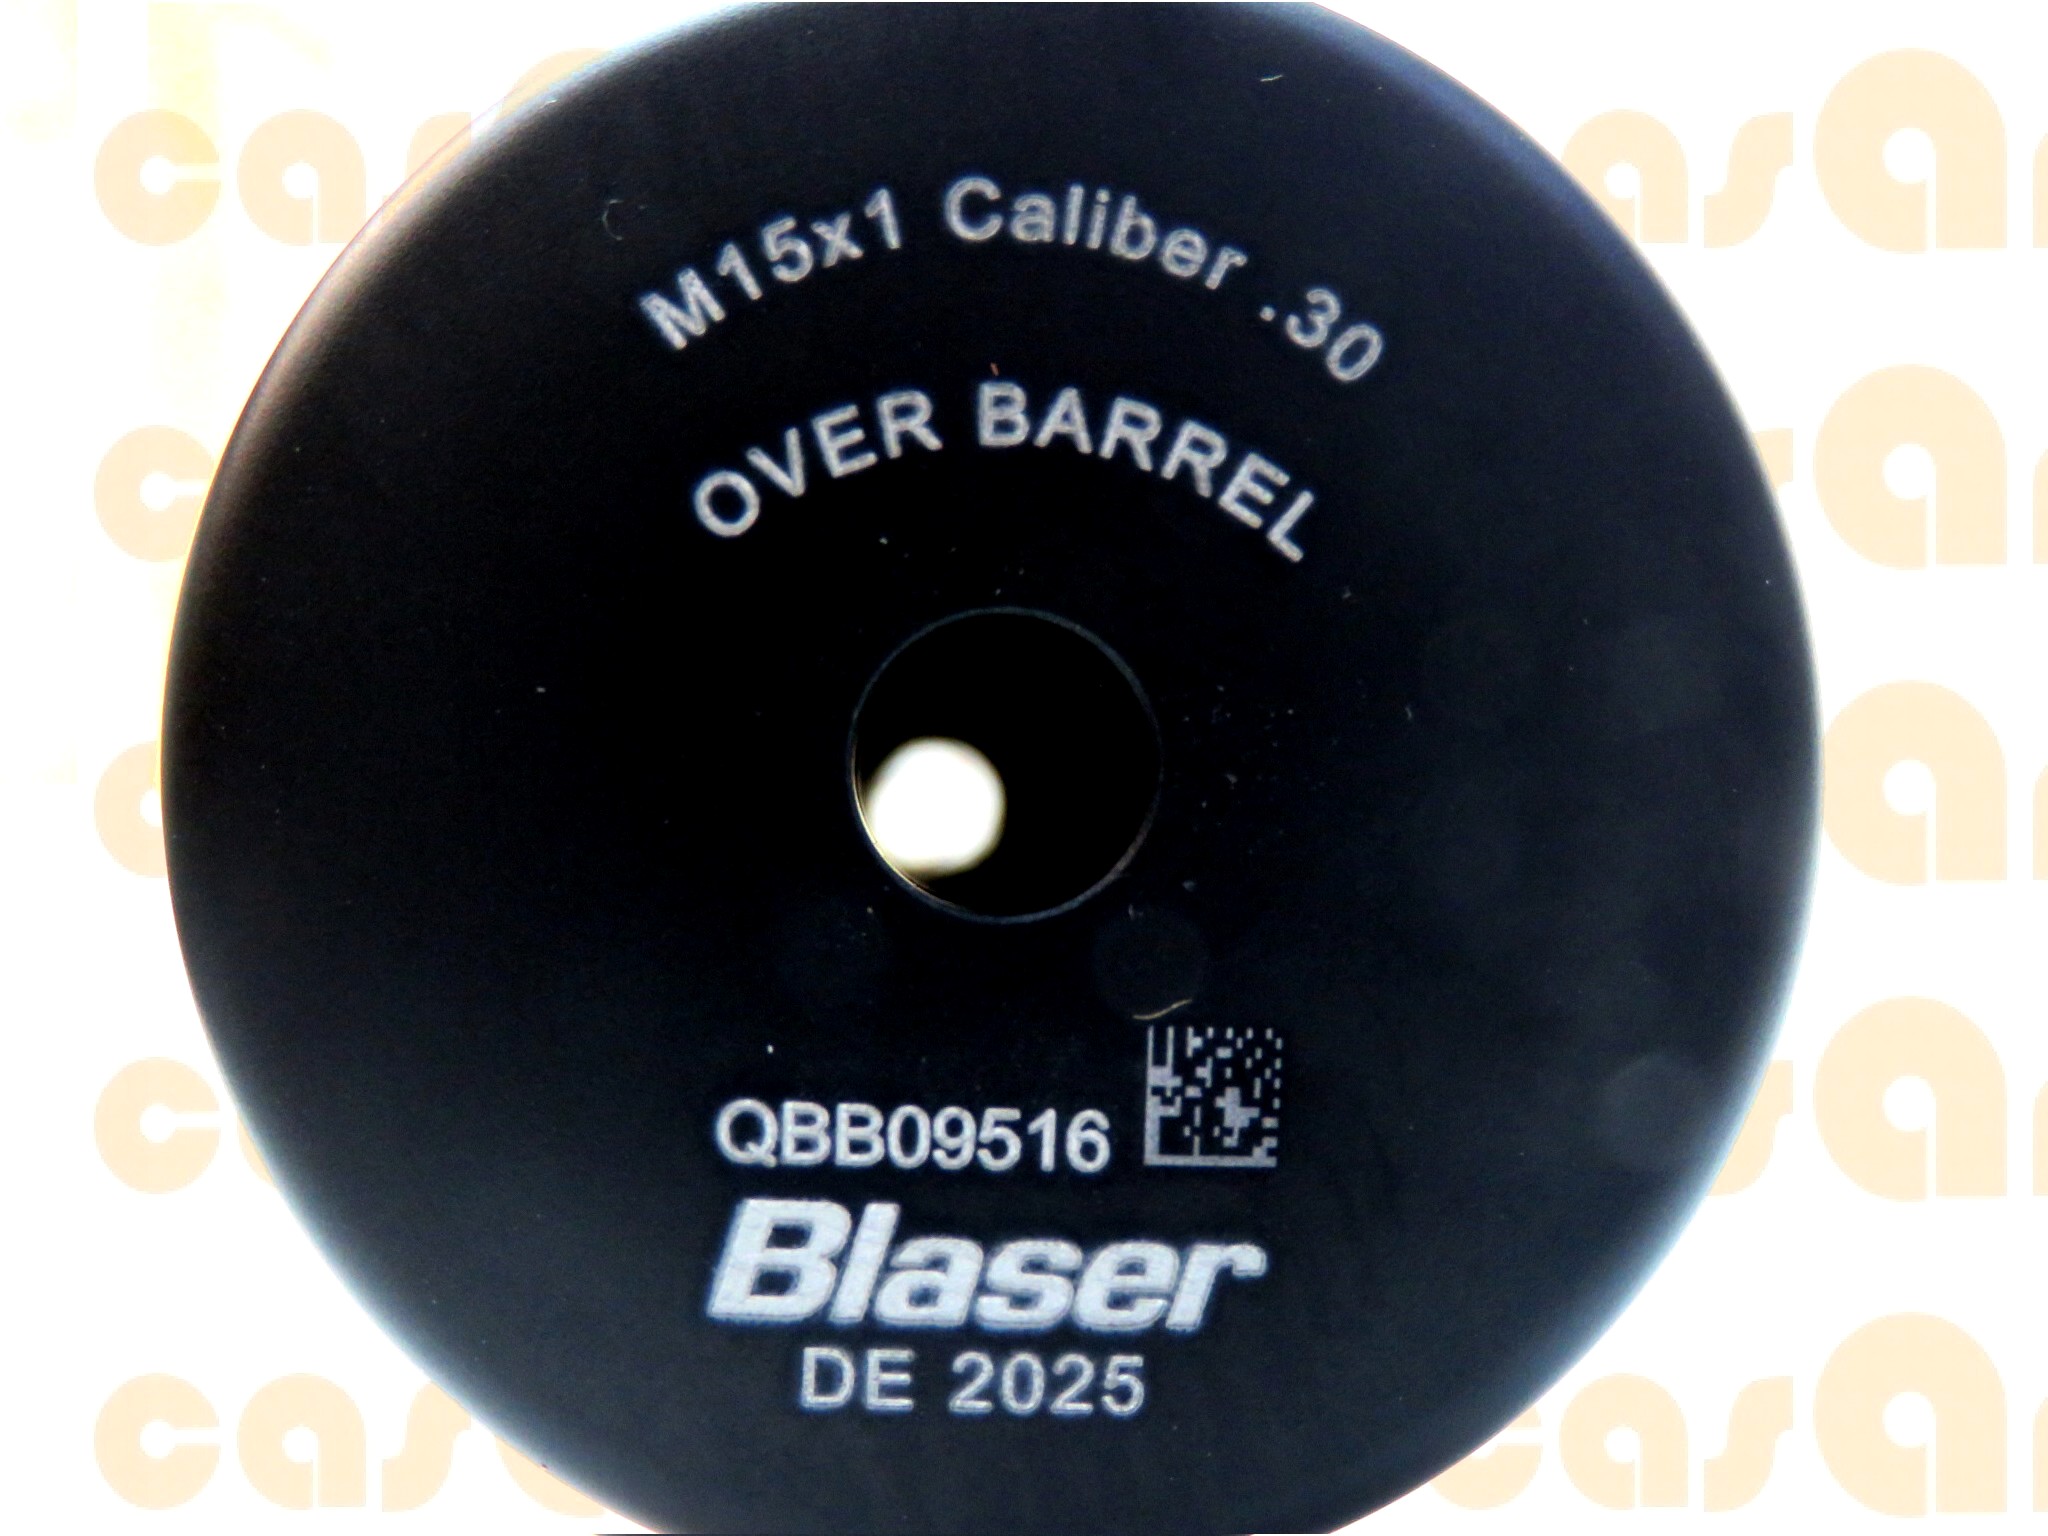 M15x1 Caliber .30
OVER BARREL
QBB09516
Blaser
DE 2025